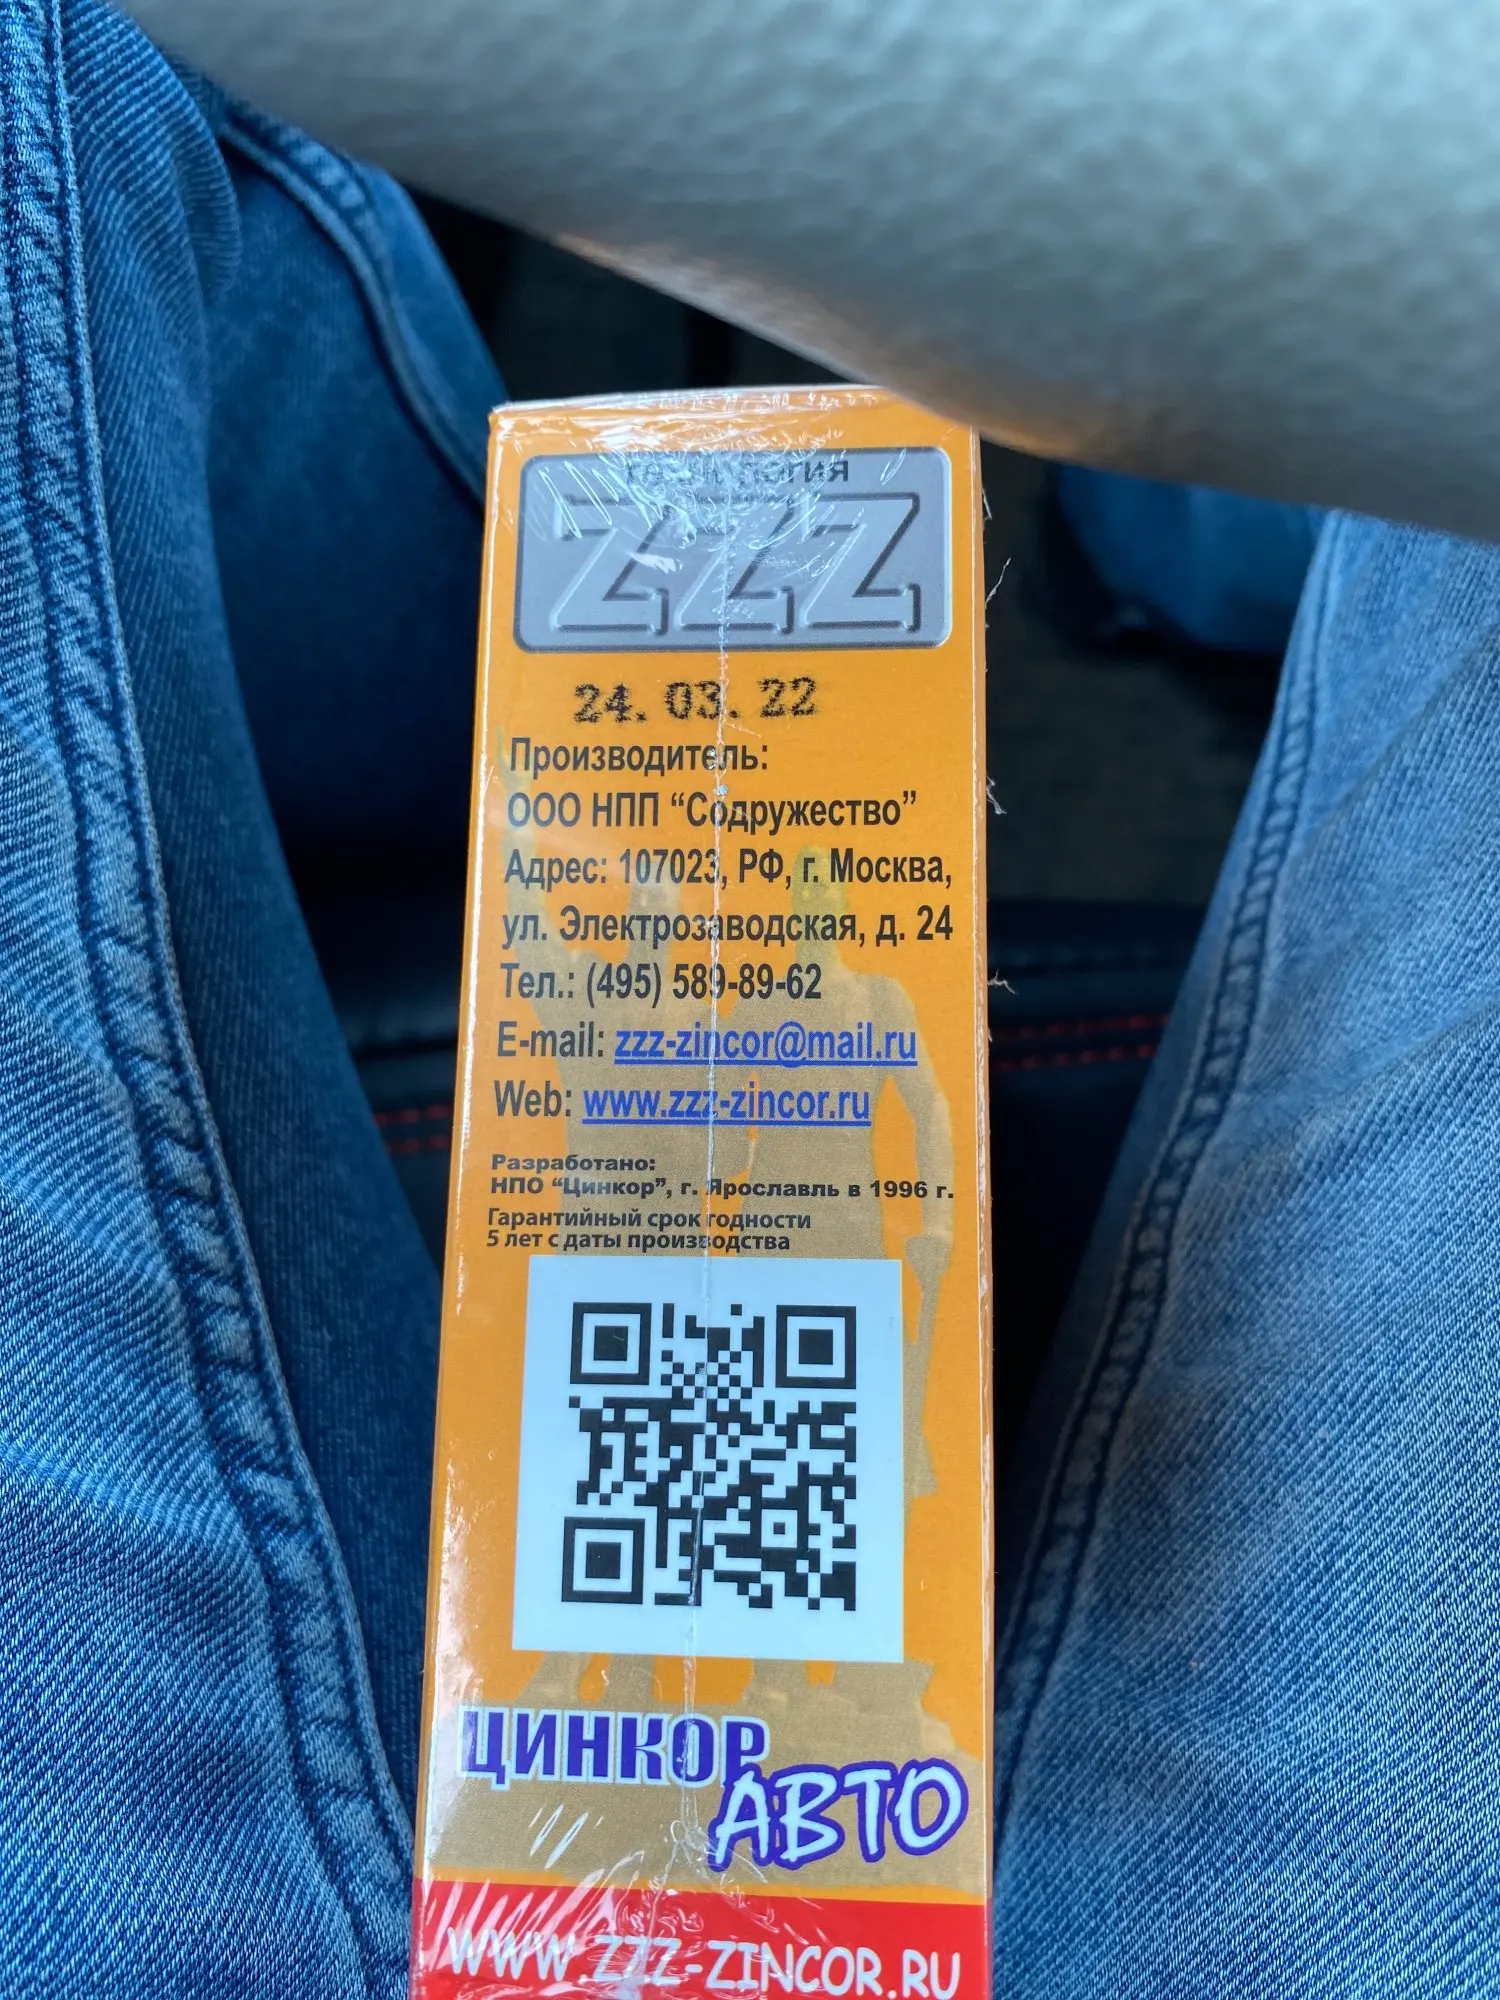 технология
ZZZ
24. 03. 22
Производитель:
ООО НПП “Содружество”
Адрес: 107023, РФ, г. Москва,
ул. Электрозаводская, д. 24
Тел.: (495) 589-89-62
E-mail: zzz-zincor@mail.ru
Web: www.zzz-zincor.ru
Разработано:
НПО “Цинкор”, г. Ярославль в 1996 г.
Гарантийный срок годности
5 лет с даты производства
ЦИНКОР
АВТО
WWW.ZZZ-ZINCOR.RU